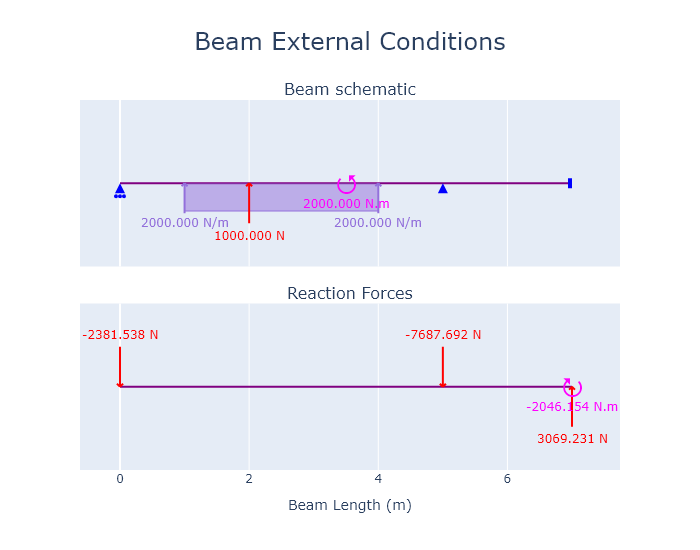 Beam External Conditions
Beam schematic
2000.000 N.m
2000.000 N/m
2000.000 N/m
1000.000 N
Reaction Forces
-2381.538 N
-7687.692 N
-2046.154 N.m
3069.231 N
0
2
4
6
Beam Length (m)